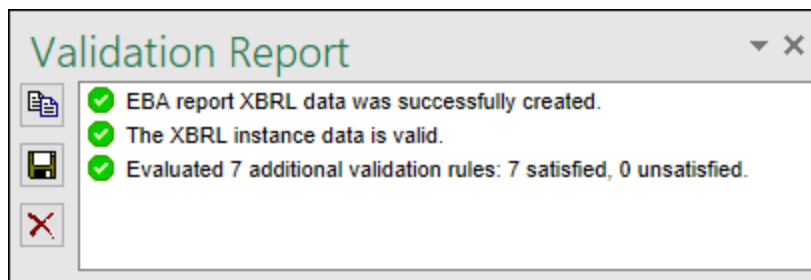 Validation Report
EBA report XBRL data was successfully created.
The XBRL instance data is valid.
Evaluated 7 additional validation rules: 7 satisfied, 0 unsatisfied.